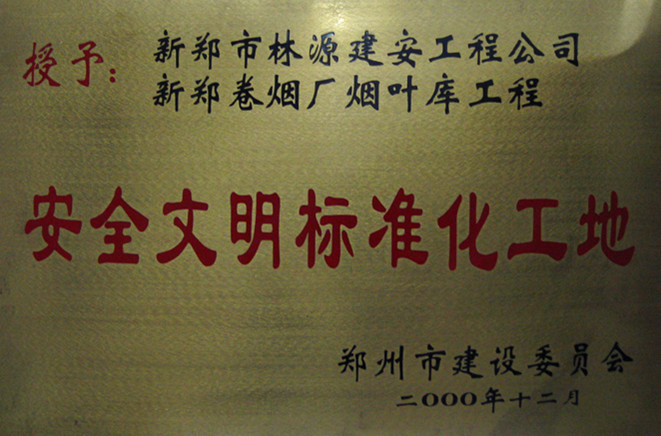 授予：新郑市林源建安工程公司
新郑卷烟厂烟叶库工程
安全文明标准化工地
郑州市建设委员会
二000年十二月